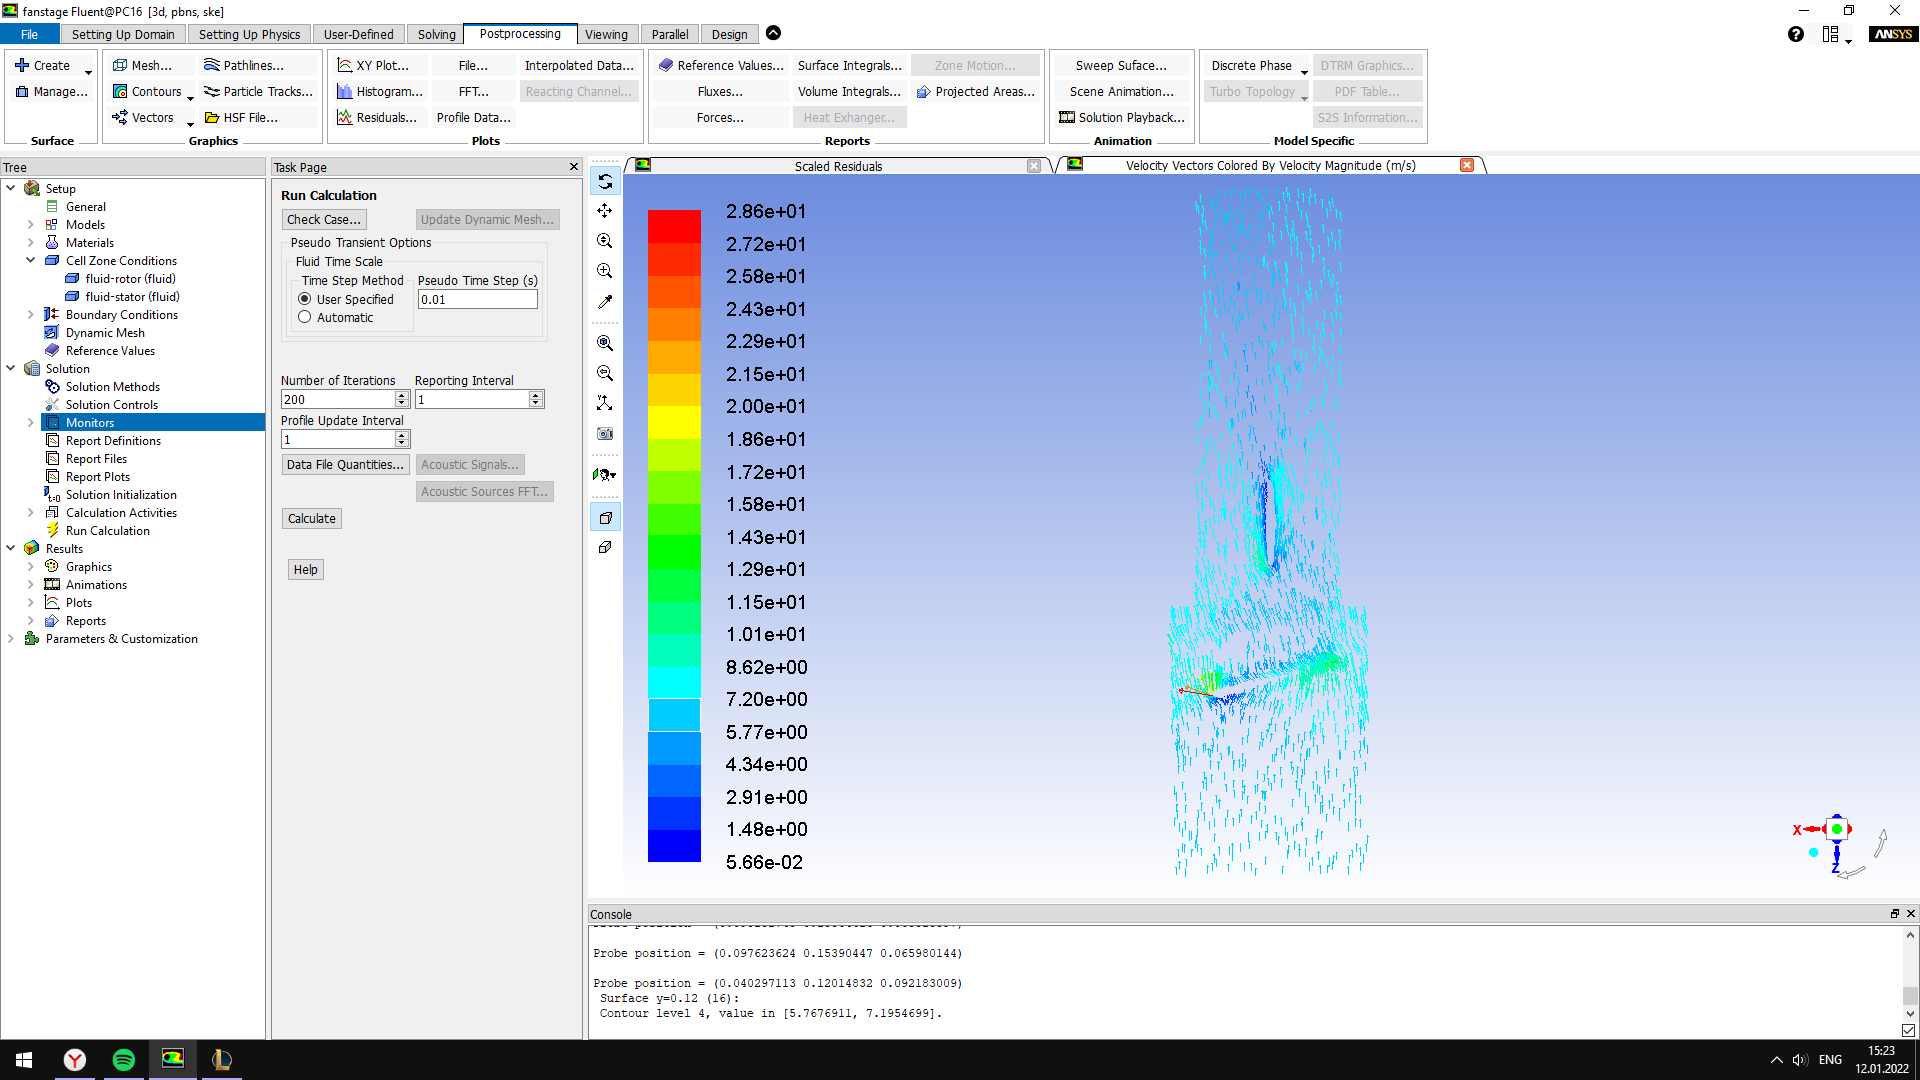 fanstage Fluent@PC16 [3d, pbns, ske]
File
Setting Up Domain
Setting Up Physics
User-Defined
Solving
Postprocessing
Viewing
Parallel
Design
ANSYS
Create
Manage...
Surface
Mesh...
Contours
Vectors
Pathlines...
Particle Tracks...
HSF File...
Graphics
XY Plot...
Histogram...
Residuals...
File...
FFT...
Profile Data...
Interpolated Data...
Reacting Channel...
Plots
Reference Values...
Fluxes...
Forces...
Surface Integrals...
Volume Integrals...
Heat Exhanger...
Zone Motion...
Projected Areas...
Reports
Sweep Suface...
Scene Animation...
Solution Playback...
Animation
Discrete Phase
Turbo Topology
DTRM Graphics...
PDF Table...
S2S Information...
Model Specific
Tree
Setup
General
Models
Materials
Cell Zone Conditions
fluid-rotor (fluid)
fluid-stator (fluid)
Boundary Conditions
Dynamic Mesh
Reference Values
Solution
Solution Methods
Solution Controls
Monitors
Report Definitions
Report Files
Report Plots
Solution Initialization
Calculation Activities
Run Calculation
Results
Graphics
Animations
Plots
Reports
Parameters & Customization
Task Page
Run Calculation
Check Case...
Update Dynamic Mesh...
Pseudo Transient Options
Fluid Time Scale
Time Step Method
Pseudo Time Step (s)
User Specified
0.01
Automatic
Number of Iterations
Reporting Interval
200
1
Profile Update Interval
1
Data File Quantities...
Acoustic Signals...
Acoustic Sources FFT...
Calculate
Help
Scaled Residuals
Velocity Vectors Colored By Velocity Magnitude (m/s)
2.86e+01
2.72e+01
2.58e+01
2.43e+01
2.29e+01
2.15e+01
2.00e+01
1.86e+01
1.72e+01
1.58e+01
1.43e+01
1.29e+01
1.15e+01
1.01e+01
8.62e+00
7.20e+00
5.77e+00
4.34e+00
2.91e+00
1.48e+00
5.66e-02
X
Z
Console
Probe position = (0.097623624 0.15390447 0.065980144)
Probe position = (0.040297113 0.12014832 0.092183009)
Surface y=0.12 (16):
Contour level 4, value in [5.7676911, 7.1954699].
ENG
15:23
12.01.2022